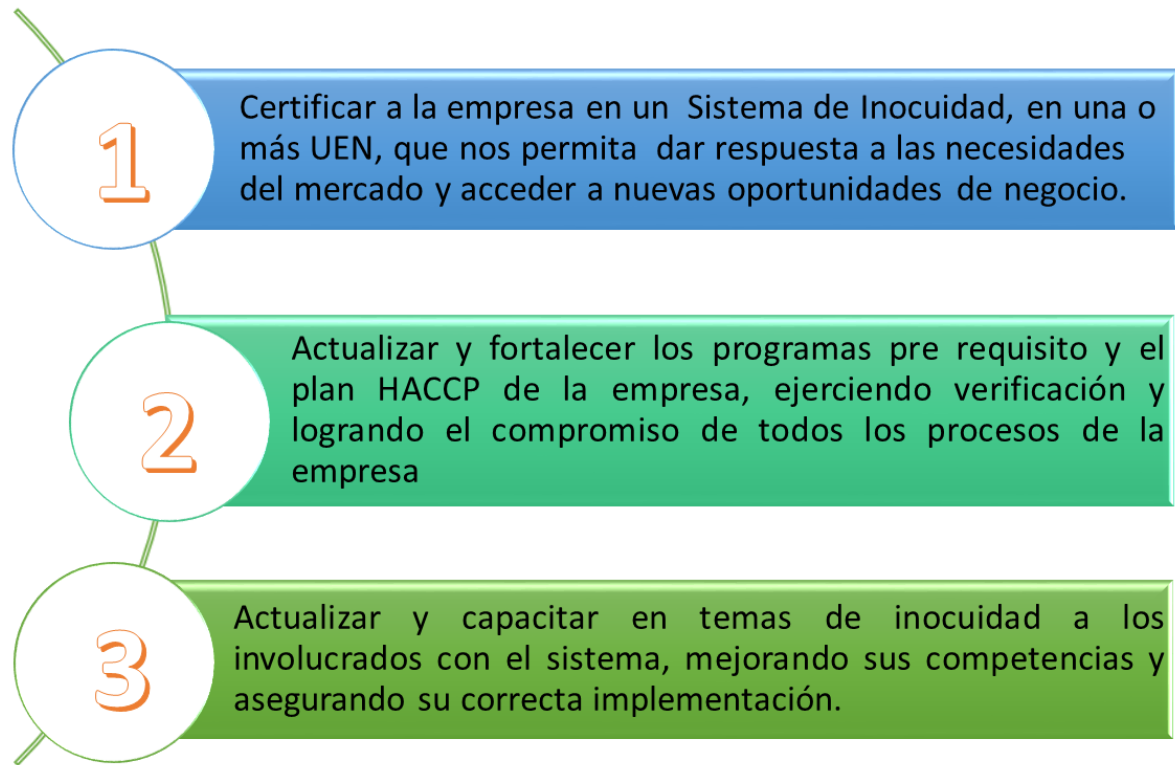 1
Certificar a la empresa en un Sistema de Inocuidad, en una o
más UEN, que nos permita dar respuesta a las necesidades
del mercado y acceder a nuevas oportunidades de negocio.
2
Actualizar y fortalecer los programas pre requisito y el
plan HACCP de la empresa, ejerciendo verificación y
logrando el compromiso de todos los procesos de la
empresa
3
Actualizar y capacitar en temas de inocuidad a los
involucrados con el sistema, mejorando sus competencias y
asegurando su correcta implementación.